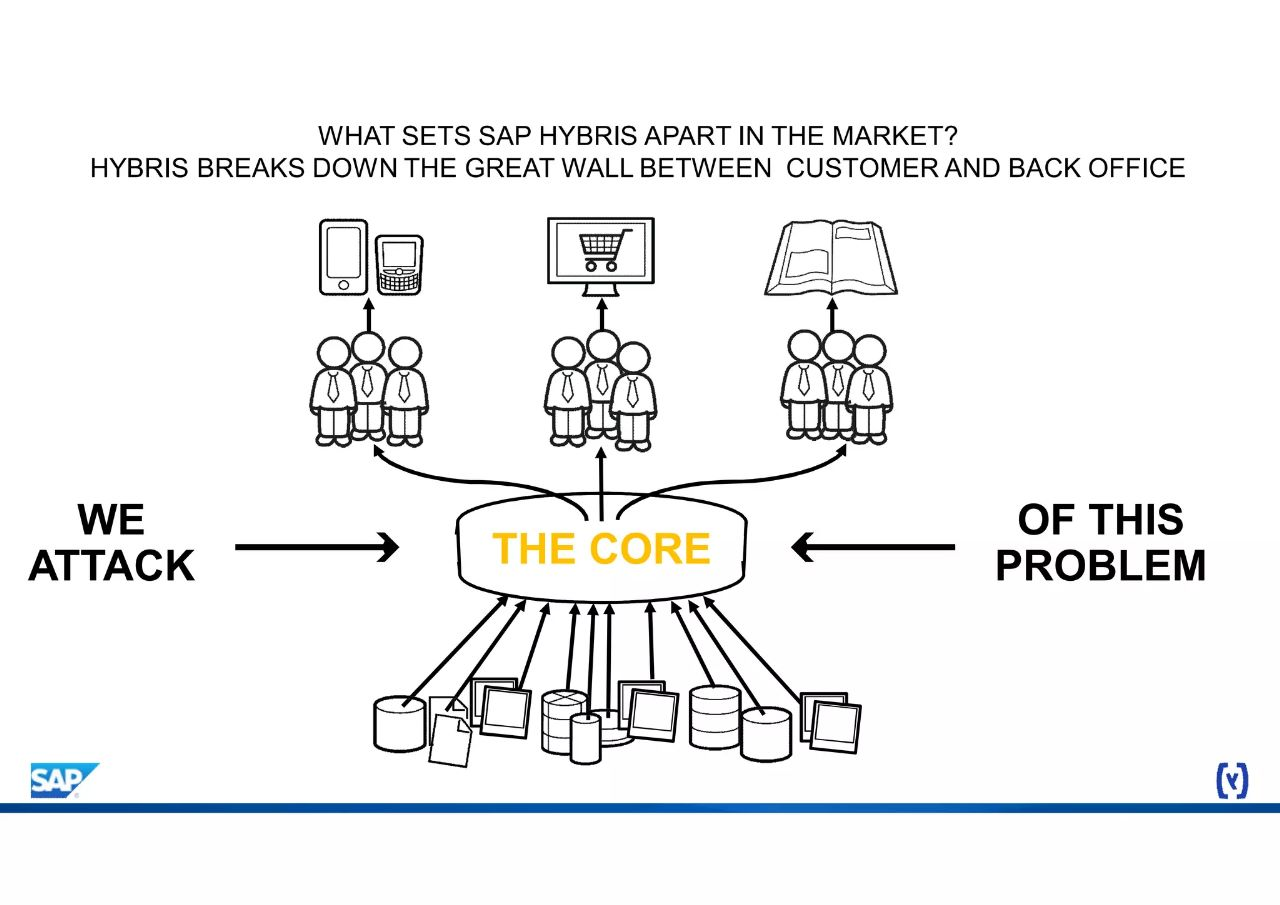 WHAT SETS SAP HYBRIS APART IN THE MARKET?
HYBRIS BREAKS DOWN THE GREAT WALL BETWEEN CUSTOMER AND BACK OFFICE
WE
ATTACK
THE CORE
OF THIS
PROBLEM
SAP
(Y)